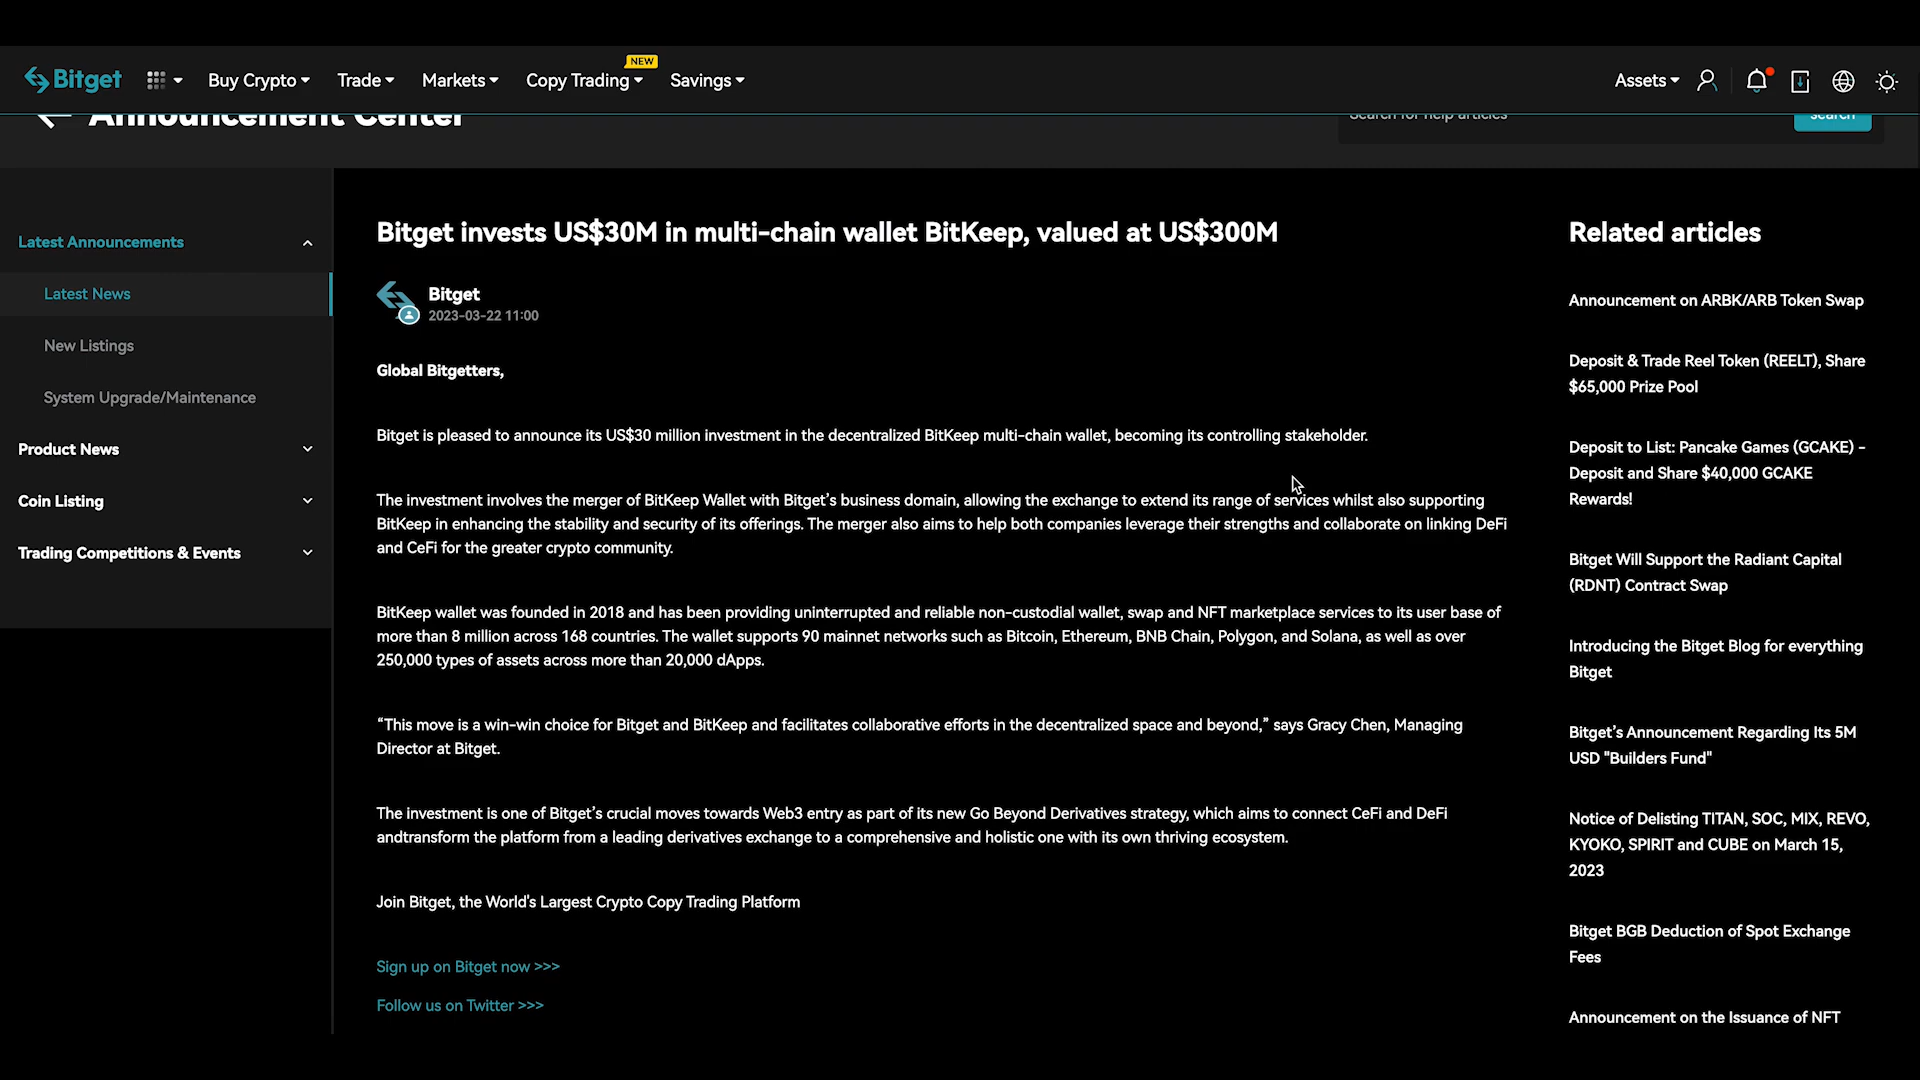 Bitget
Buy Crypto
Trade
Markets
Copy Trading
NEW
Savings
Assets
Announcement Center
Search for help articles
Search
Latest Announcements
Latest News
New Listings
System Upgrade/Maintenance
Product News
Coin Listing
Trading Competitions & Events
Bitget invests US$30M in multi-chain wallet BitKeep, valued at US$300M
Bitget
2023-03-22 11:00
Global Bitgetters,
Bitget is pleased to announce its US$30 million investment in the decentralized BitKeep multi-chain wallet, becoming its controlling stakeholder.
The investment involves the merger of BitKeep Wallet with Bitget's business domain, allowing the exchange to extend its range of services whilst also supporting
BitKeep in enhancing the stability and security of its offerings. The merger also aims to help both companies leverage their strengths and collaborate on linking DeFi
and CeFi for the greater crypto community.
BitKeep wallet was founded in 2018 and has been providing uninterrupted and reliable non-custodial wallet, swap and NFT marketplace services to its user base of
more than 8 million across 168 countries. The wallet supports 90 mainnet networks such as Bitcoin, Ethereum, BNB Chain, Polygon, and Solana, as well as over
250,000 types of assets across more than 20,000 dApps.
“This move is a win-win choice for Bitget and BitKeep and facilitates collaborative efforts in the decentralized space and beyond,” says Gracy Chen, Managing
Director at Bitget.
The investment is one of Bitget's crucial moves towards Web3 entry as part of its new Go Beyond Derivatives strategy, which aims to connect CeFi and DeFi
andtransform the platform from a leading derivatives exchange to a comprehensive and holistic one with its own thriving ecosystem.
Join Bitget, the World's Largest Crypto Copy Trading Platform
Sign up on Bitget now >>>
Follow us on Twitter >>>
Related articles
Announcement on ARBK/ARB Token Swap
Deposit & Trade Reel Token (REELT), Share
$65,000 Prize Pool
Deposit to List: Pancake Games (GCAKE) -
Deposit and Share $40,000 GCAKE
Rewards!
Bitget Will Support the Radiant Capital
(RDNT) Contract Swap
Introducing the Bitget Blog for everything
Bitget
Bitget's Announcement Regarding Its 5M
USD "Builders Fund"
Notice of Delisting TITAN, SOC, MIX, REVO,
KYOKO, SPIRIT and CUBE on March 15,
2023
Bitget BGB Deduction of Spot Exchange
Fees
Announcement on the Issuance of NFT